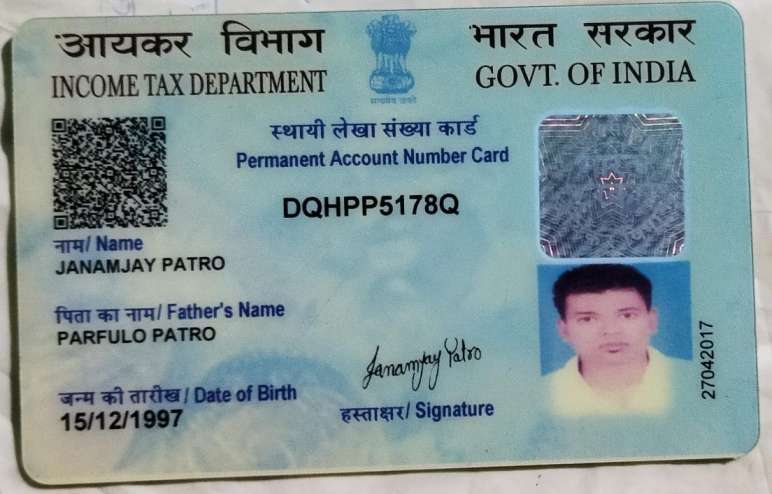 आयकर विभाग
INCOME TAX DEPARTMENT
भारत सरकार
GOVT. OF INDIA
सत्यमेव जयते
स्थायी लेखा संख्या कार्ड
Permanent Account Number Card
DQHPP5178Q
नाम/ Name
JANAMJAY PATRO
पिता का नाम/ Father's Name
PARFULO PATRO
जन्म की तारीख/ Date of Birth
15/12/1997
Janamjay Patro
हस्ताक्षर/ Signature
27042017